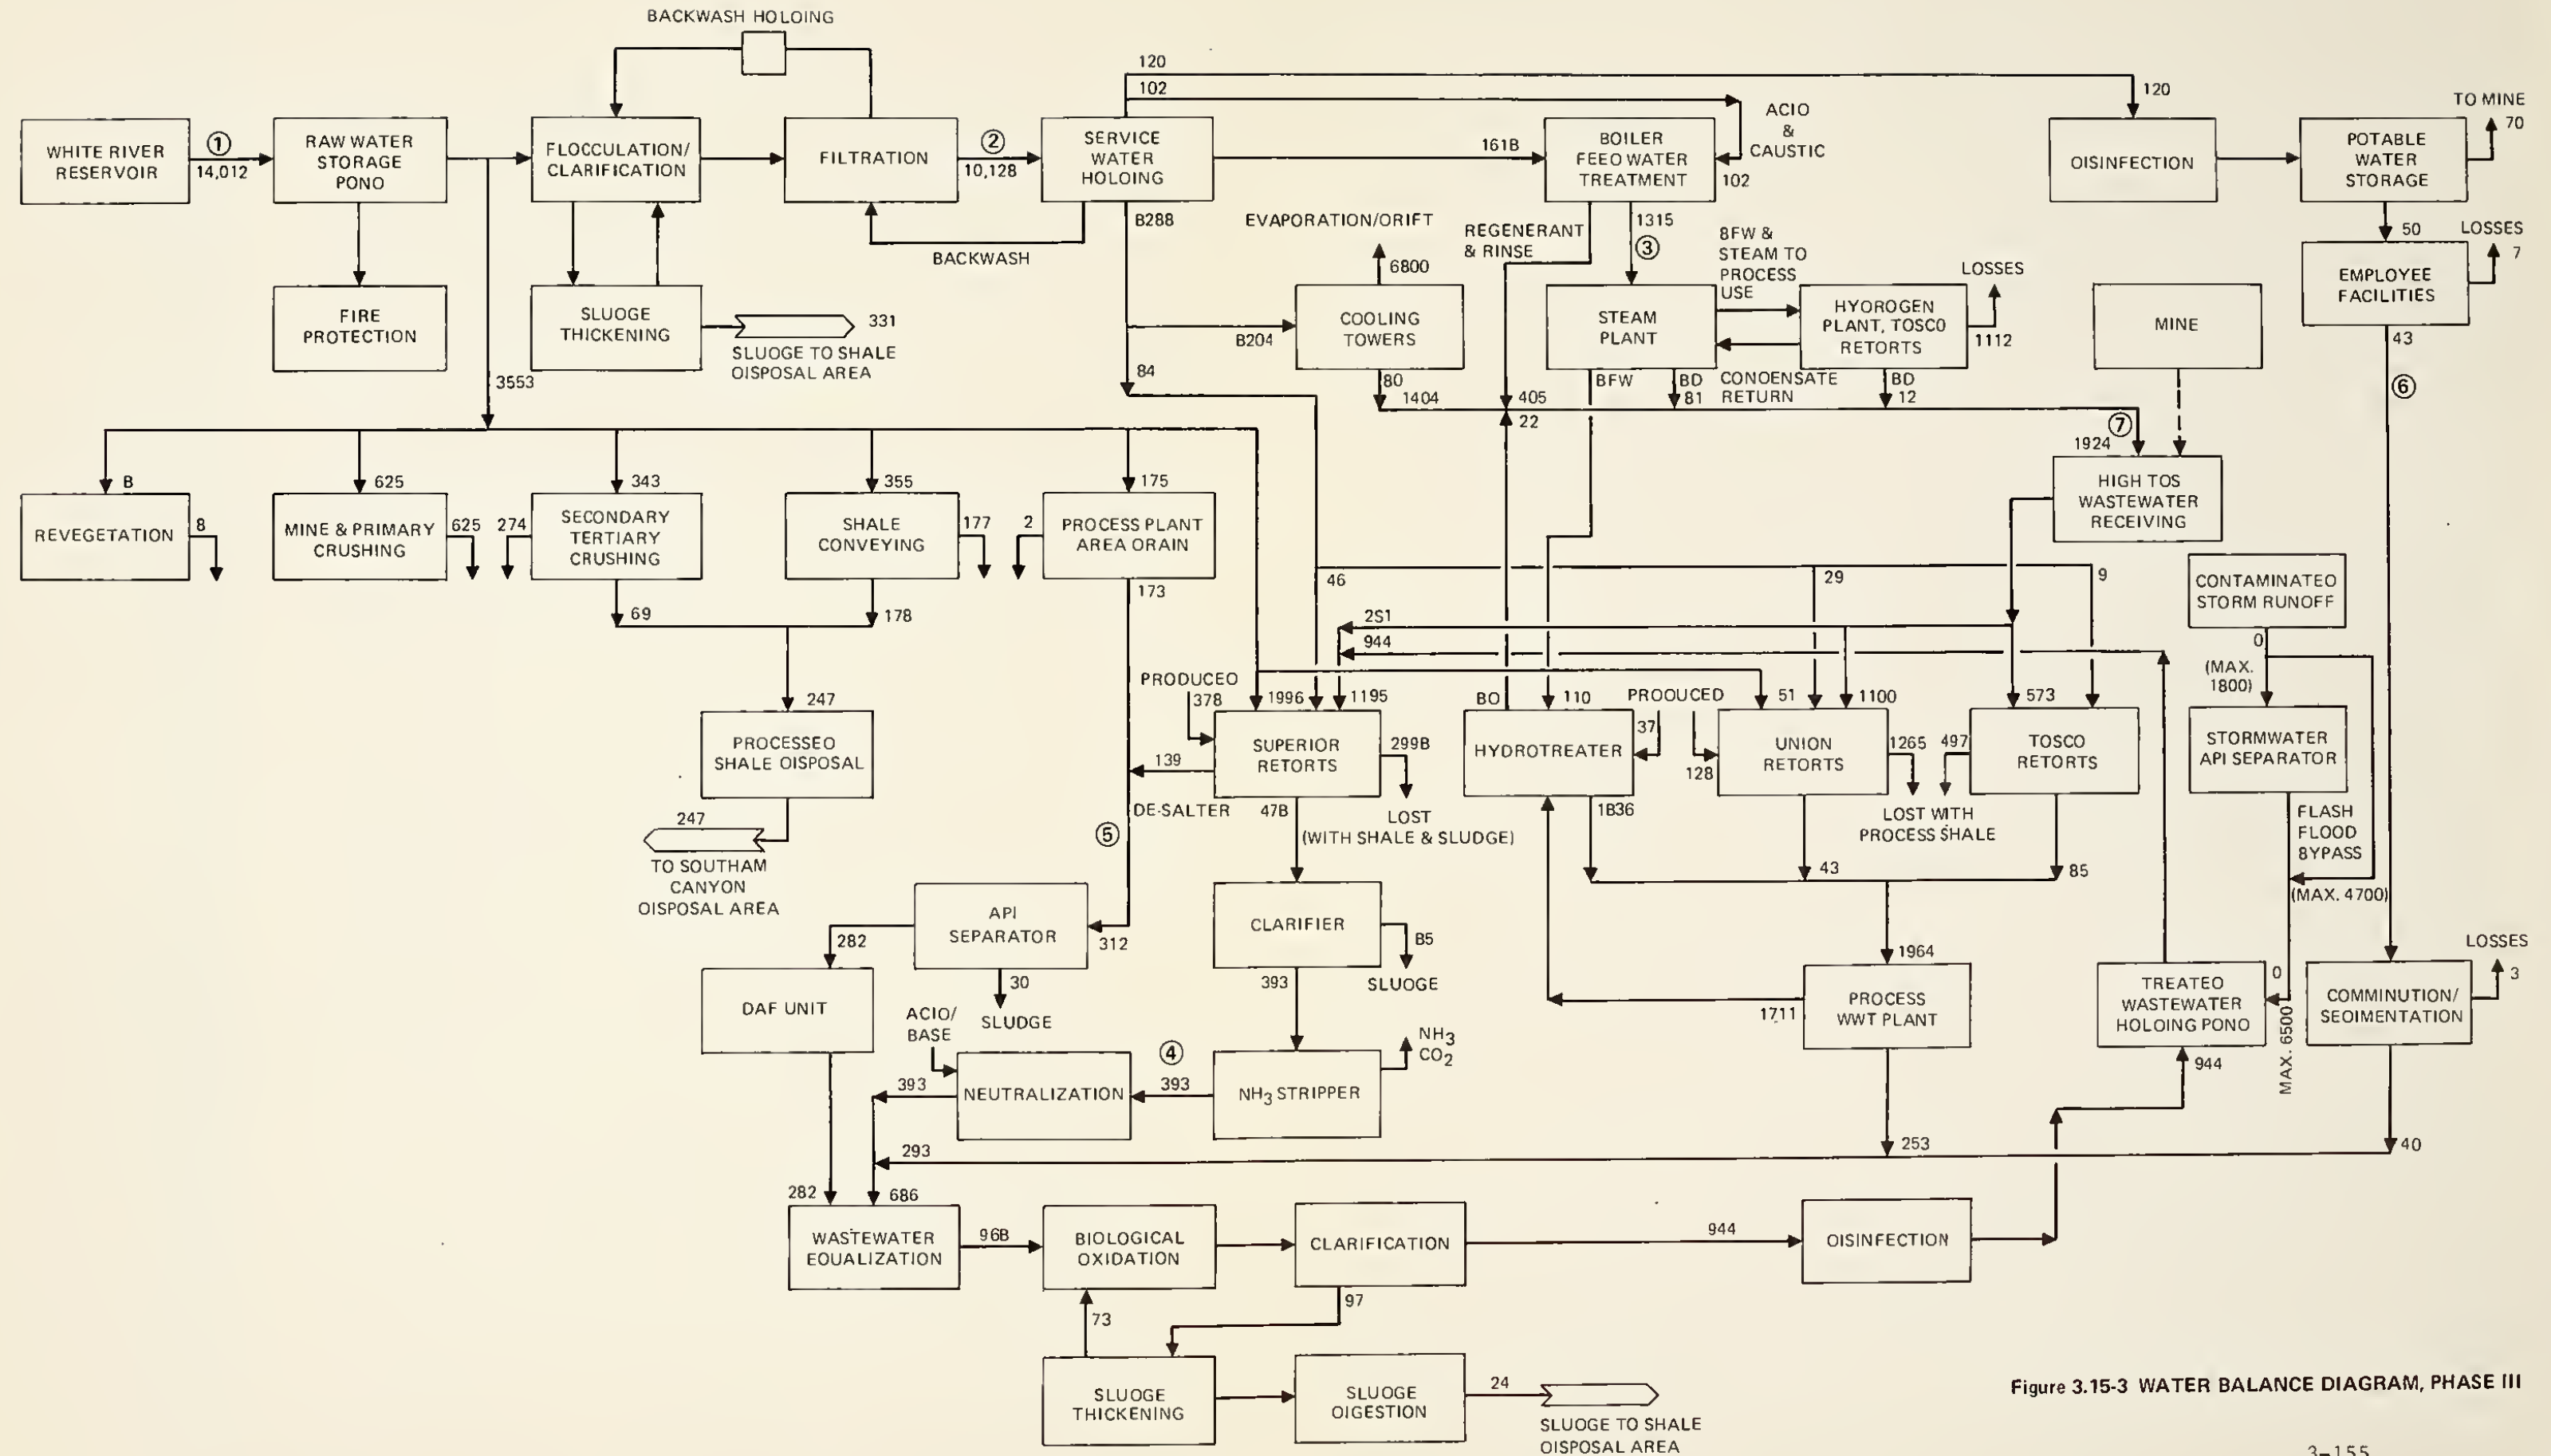 BACKWASH HOLOING
WHITE RIVER
RESERVOIR
①
14,012
RAW WATER
STORAGE
PONO
FLOCCULATION/
CLARIFICATION
FILTRATION
②
10,128
SERVICE
WATER
HOLOING
120
102
161B
BOILER
FEEO WATER
TREATMENT
ACIO
&
CAUSTIC
102
120
OISINFECTION
POTABLE
WATER
STORAGE
TO MINE
70
FIRE
PROTECTION
SLUOGE
THICKENING
331
SLUOGE TO SHALE
OISPOSAL AREA
BACKWASH
B288
EVAPORATION/ORIFT
6800
B204
COOLING
TOWERS
84
80
1404
REGENERANT
& RINSE
1315
③
8FW &
STEAM TO
PROCESS
USE
STEAM
PLANT
HYOROGEN
PLANT, TOSCO
RETORTS
LOSSES
1112
MINE
50
EMPLOYEE
FACILITIES
LOSSES
7
43
⑥
3553
405
22
BFW
BD
81
CONOENSATE
RETURN
BD
12
⑦
1924
HIGH TOS
WASTEWATER
RECEIVING
B
REVEGETATION
8
625
MINE & PRIMARY
CRUSHING
625
274
343
SECONDARY
TERTIARY
CRUSHING
355
SHALE
CONVEYING
177
2
175
PROCESS PLANT
AREA ORAIN
173
69
178
46
29
9
2S1
944
CONTAMINATEO
STORM RUNOFF
0
(MAX.
1800)
247
PROCESSEO
SHALE OISPOSAL
247
TO SOUTHAM
CANYON
OISPOSAL AREA
PRODUCEO
378
1996
1195
SUPERIOR
RETORTS
139
DE-SALTER
47B
299B
LOST
(WITH SHALE & SLUDGE)
BO
110
HYDROTREATER
37
PROOUCED
128
1B36
51
1100
UNION
RETORTS
1265
497
LOST WITH
PROCESS SHALE
573
TOSCO
RETORTS
STORMWATER
API SEPARATOR
FLASH
FLOOD
8YPASS
(MAX. 4700)
⑤
43
85
API
SEPARATOR
312
282
30
SLUDGE
DAF UNIT
CLARIFIER
B5
SLUOGE
393
1964
PROCESS
WWT PLANT
1711
TREATEO
WASTEWATER
HOLOING PONO
0
MAX. 6500
944
COMMINUTION/
SEOIMENTATION
LOSSES
3
ACIO/
BASE
393
NEUTRALIZATION
④
393
NH3 STRIPPER
NH3
CO2
293
253
40
282
686
WASTEWATER
EOUALIZATION
96B
BIOLOGICAL
OXIDATION
CLARIFICATION
944
OISINFECTION
73
97
SLUOGE
THICKENING
SLUOGE
OIGESTION
24
SLUOGE TO SHALE
OISPOSAL AREA
Figure 3.15-3 WATER BALANCE DIAGRAM, PHASE III
3-155